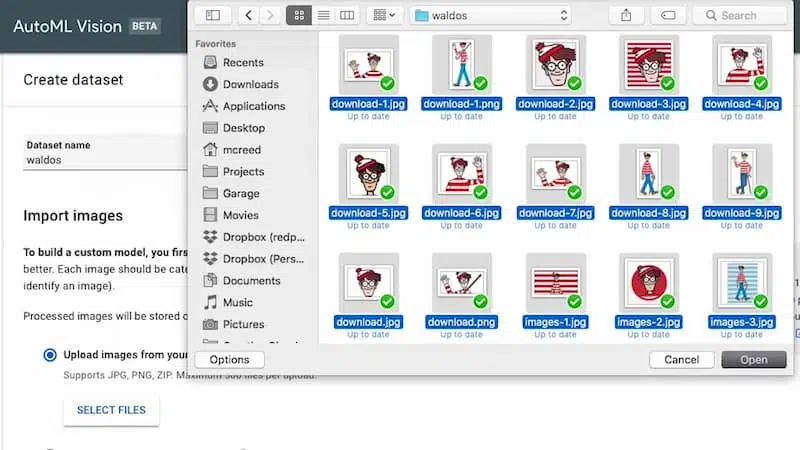 AutoML Vision BETA
Create dataset
Dataset name
waldos
Import images
To build a custom model, you firs
better. Each image should be cate
identify an image).
Processed images will be stored o
Upload images from your
Supports JPG, PNG, ZIP. Maximum 500 files per upload.
SELECT FILES
waldos
Search
Favorites
Recents
Downloads
Applications
Desktop
mcreed
Projects
Garage
Movies
Dropbox (redp...
Dropbox (Pers...
Documents
Music
Pictures
download-1.jpg
Up to date
download-1.png
Up to date
download-2.jpg
Up to date
download-3.jpg
Up to date
download-4.jpg
Up to date
download-5.jpg
Up to date
download-6.jpg
Up to date
download-7.jpg
Up to date
download-8.jpg
Up to date
download-9.jpg
Up to date
download.jpg
Up to date
download.png
Up to date
images-1.jpg
Up to date
images-2.jpg
Up to date
images-3.jpg
Up to date
Options
Cancel
Open